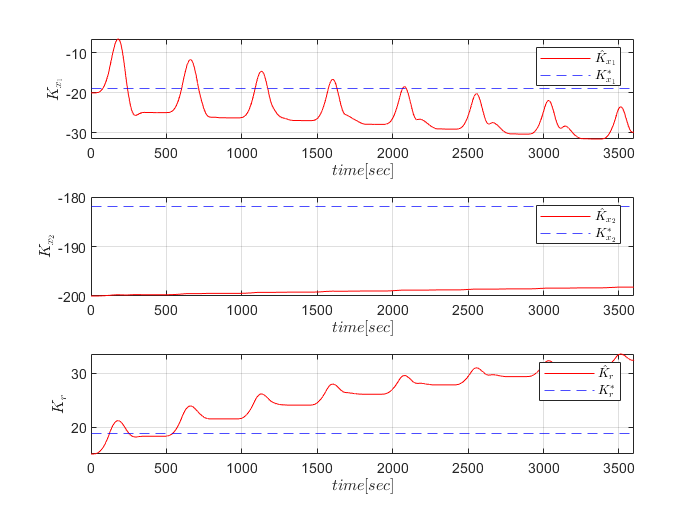 -10
-20
-30
K_{x_1}
\hat{K}_{x_1}
K^*_{x_1}
0 500 1000 1500 2000 2500 3000 3500
time[sec]
-180
-190
-200
K_{x_2}
\hat{K}_{x_2}
K^*_{x_2}
0 500 1000 1500 2000 2500 3000 3500
time[sec]
30
20
K_r
\hat{K}_r
K^*_r
0 500 1000 1500 2000 2500 3000 3500
time[sec]